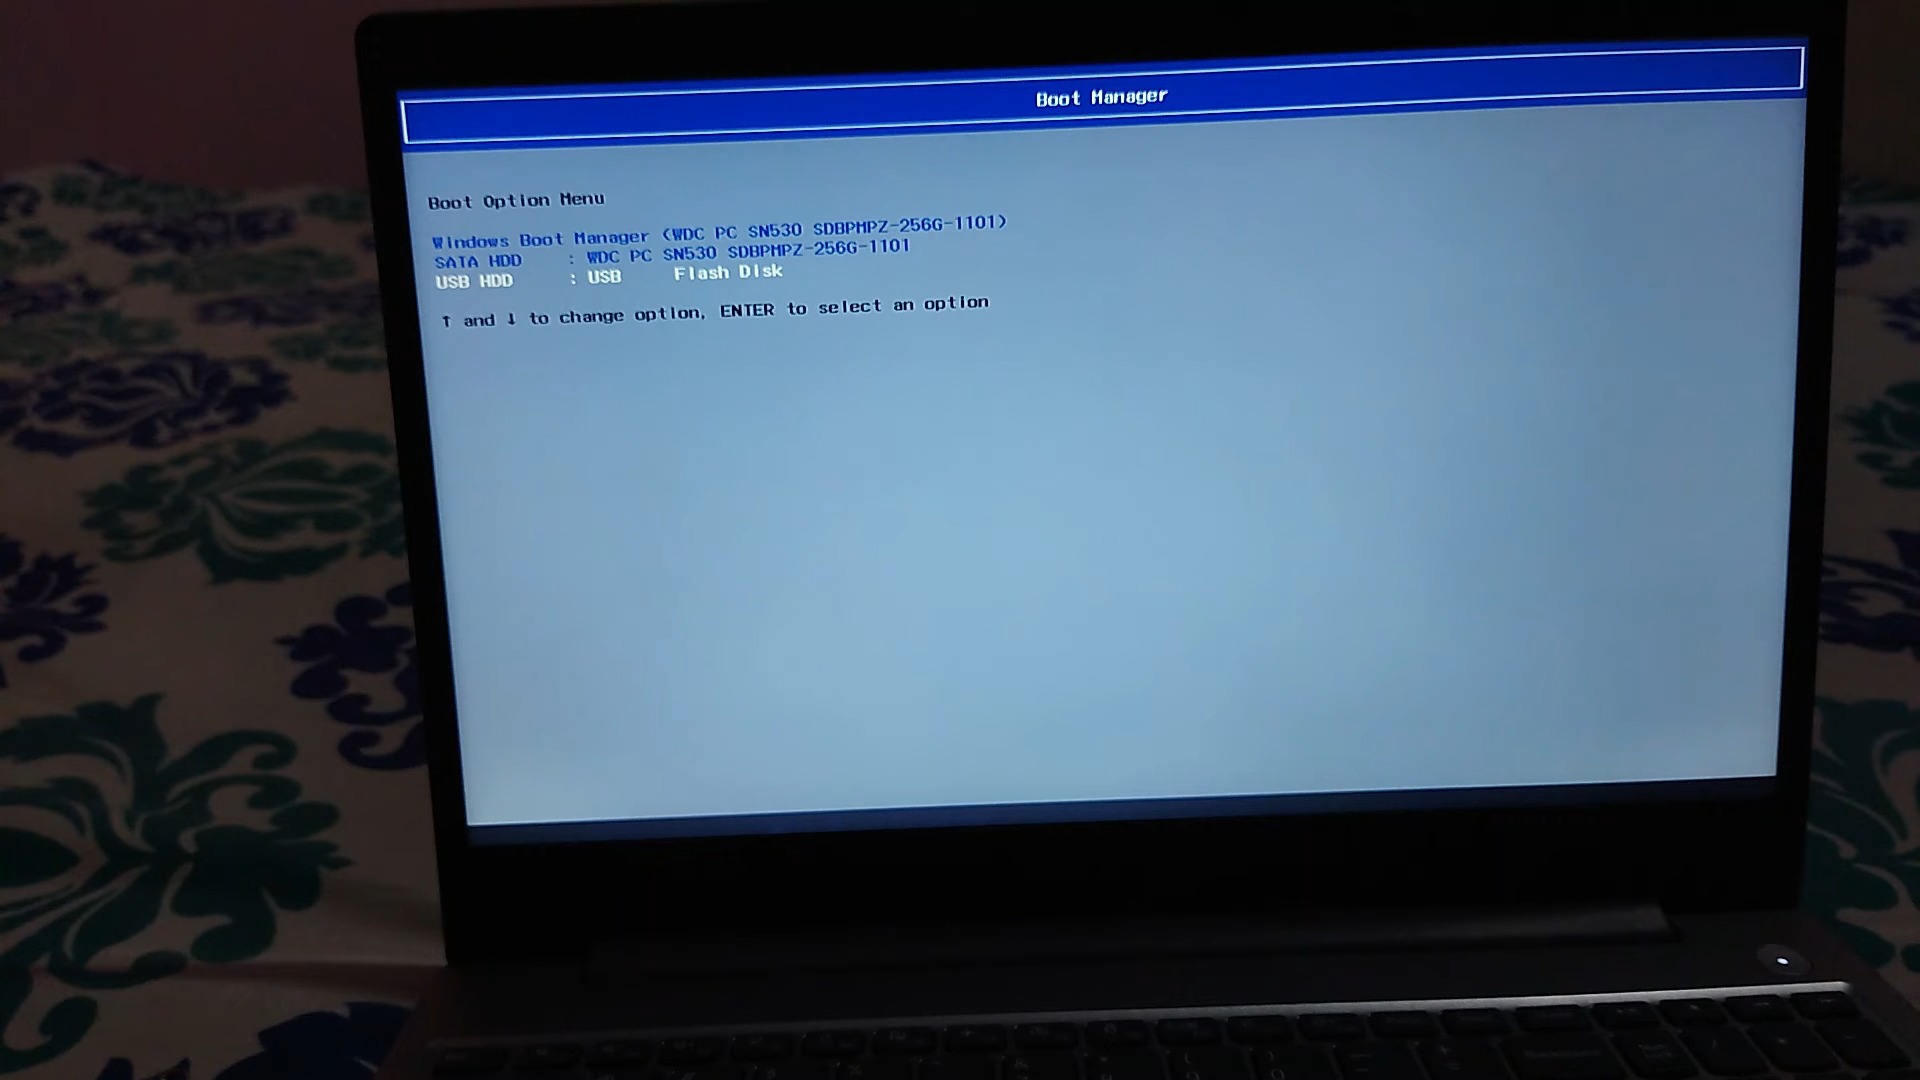 Boot Manager
Boot Option Menu
Windows Boot Manager (WDC PC SN530 SDBPMPZ-256G-1101)
SATA HDD : WDC PC SN530 SDBPMPZ-256G-1101
USB HDD : USB Flash Disk
↑ and ↓ to change option, ENTER to select an option